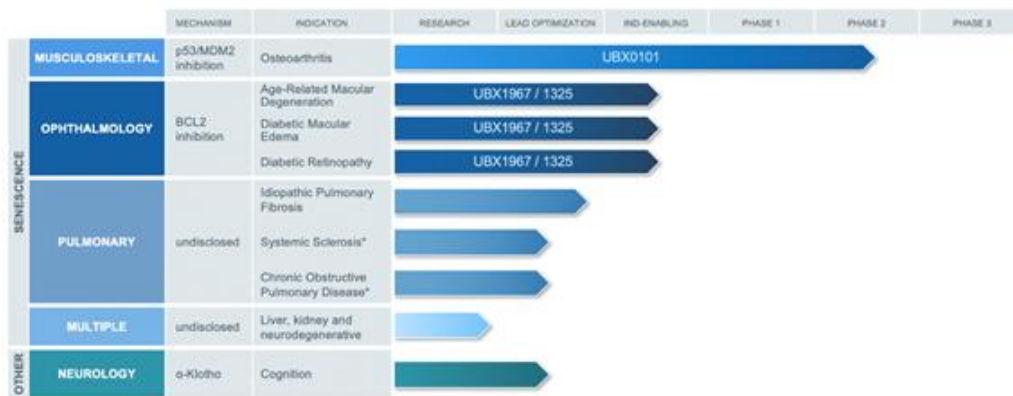 MECHANISM INDICATION RESEARCH LEAD OPTIMIZATION IND-ENABLING PHASE 1 PHASE 2 PHASE 3
SENESCENCE
MUSCULOSKELETAL
p53/MDM2
inhibition
Osteoarthritis
UBX0101
OPHTHALMOLOGY
BCL2
inhibition
Age-Related Macular
Degeneration
UBX1967 / 1325
Diabetic Macular
Edema
UBX1967 / 1325
Diabetic Retinopathy
UBX1967 / 1325
PULMONARY
undisclosed
Idiopathic Pulmonary
Fibrosis
Systemic Sclerosis*
Chronic Obstructive
Pulmonary Disease*
MULTIPLE
undisclosed
Liver, kidney and
neurodegenerative
OTHER
NEUROLOGY
α-Klotho
Cognition